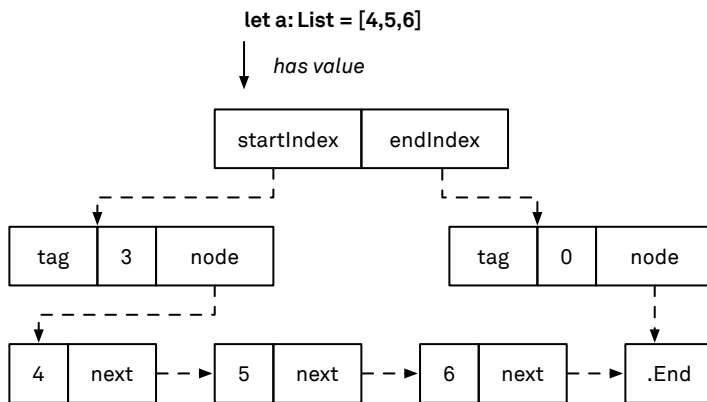 let a: List = [4,5,6]
has value
startIndex endIndex
tag 3 node tag 0 node
4 next 5 next 6 next .End